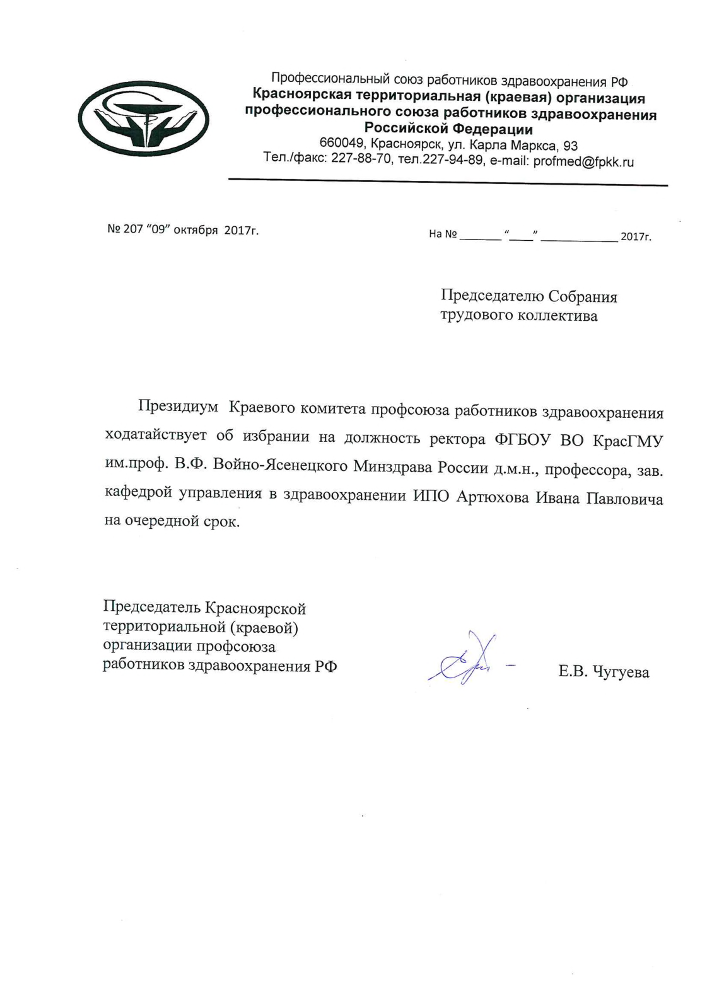 Профессиональный союз работников здравоохранения РФ
Красноярская территориальная (краевая) организация
профессионального союза работников здравоохранения
Российской Федерации
660049, Красноярск, ул. Карла Маркса, 93
Тел./факс: 227-88-70, тел.227-94-89, e-mail: profmed@fpkk.ru
№ 207 “09” октября 2017г.
На № _______ “____” _____________ 2017г.
Председателю Собрания
трудового коллектива
Президиум Краевого комитета профсоюза работников здравоохранения
ходатайствует об избрании на должность ректора ФГБОУ ВО КрасГМУ
им.проф. В.Ф. Войно-Ясенецкого Минздрава России д.м.н., профессора, зав.
кафедрой управления в здравоохранении ИПО Артюхова Ивана Павловича
на очередной срок.
Председатель Красноярской
территориальной (краевой)
организации профсоюза
работников здравоохранения РФ
Е.В. Чугуева